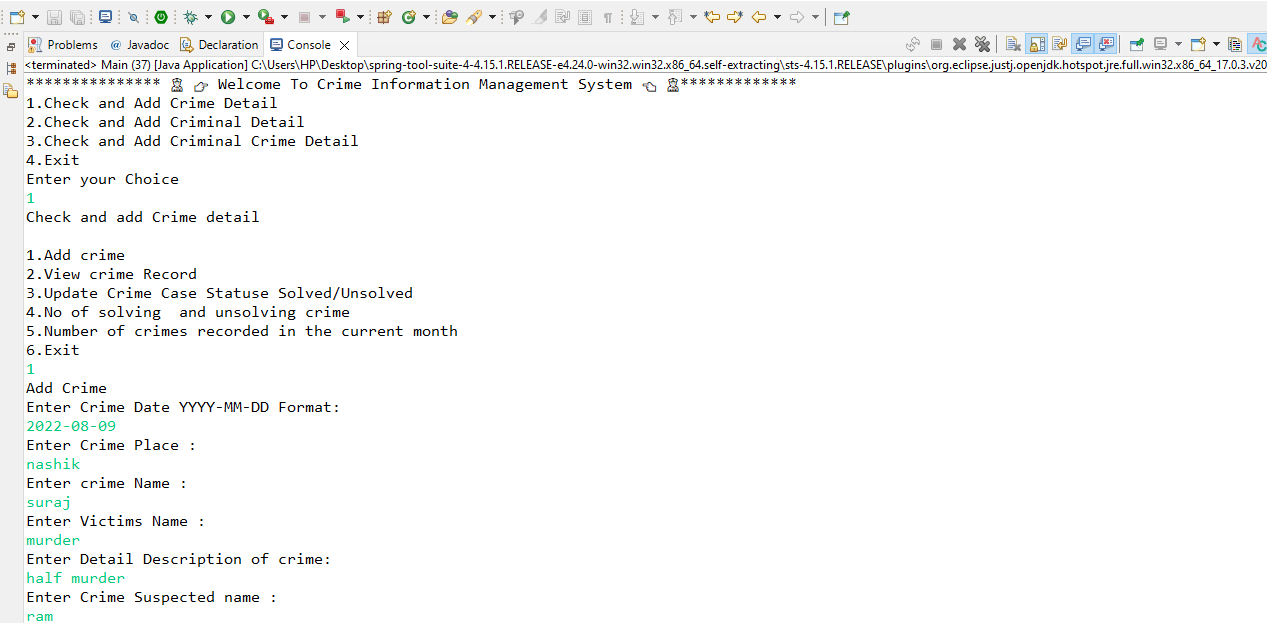 Problems @ Javadoc Declaration Console
<terminated> Main (37) [Java Application] C:\Users\HP\Desktop\spring-tool-suite-4-4.15.1.RELEASE-e4.24.0-win32.win32.x86_64.self-extracting\sts-4.15.1.RELEASE\plugins\org.eclipse.justj.openjdk.hotspot.jre.full.win32.x86_64_17.0.3.v20
*************** 👮 👉 Welcome To Crime Information Management System 👈 👮*************
1.Check and Add Crime Detail
2.Check and Add Criminal Detail
3.Check and Add Criminal Crime Detail
4.Exit
Enter your Choice
1
Check and add Crime detail
1.Add crime
2.View crime Record
3.Update Crime Case Statuse Solved/Unsolved
4.No of solving  and unsolving crime
5.Number of crimes recorded in the current month
6.Exit
1
Add Crime
Enter Crime Date YYYY-MM-DD Format:
2022-08-09
Enter Crime Place :
nashik
Enter crime Name :
suraj
Enter Victims Name :
murder
Enter Detail Description of crime:
half murder
Enter Crime Suspected name :
ram